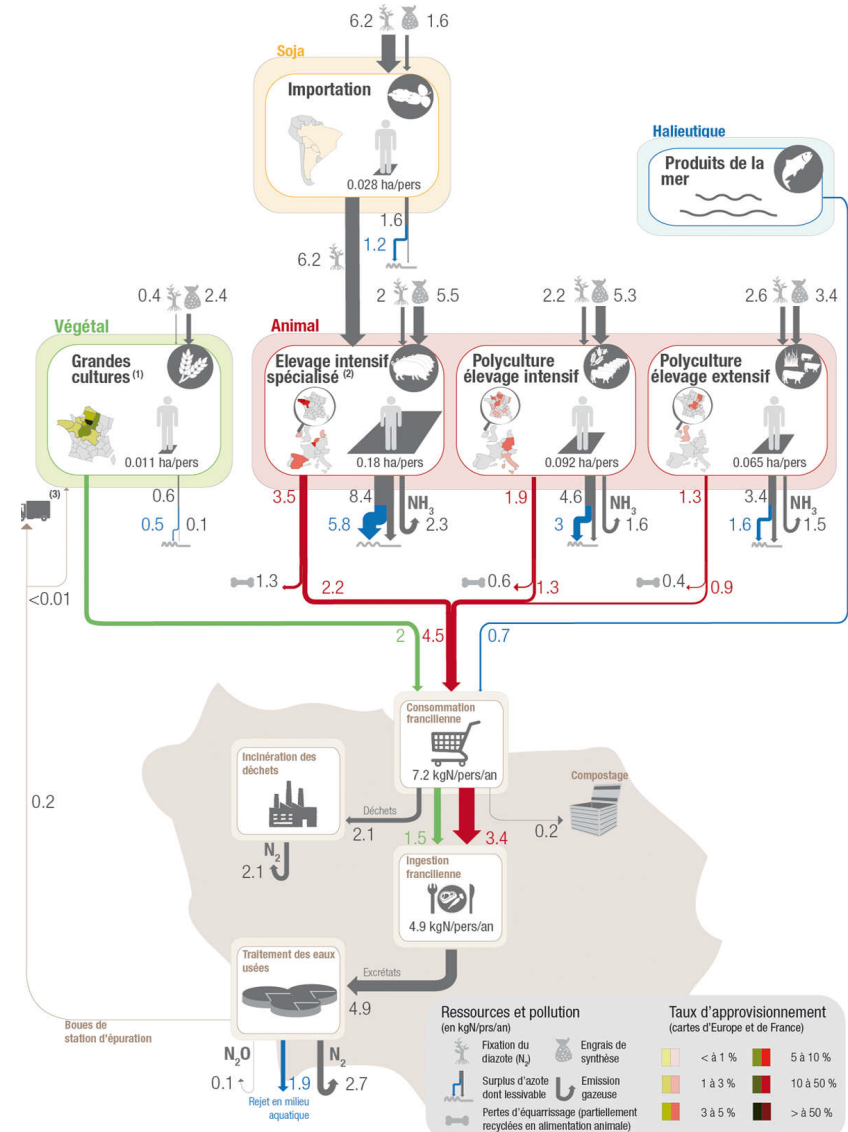 6.2 1.6
Soja
Importation
0.028 ha/pers
Halieutique
Produits de la
mer
1.6
1.2
6.2
0.4 2.4
2 5.5
2.2 5.3
2.6 3.4
Végétal
Animal
Grandes
cultures (1)
0.011 ha/pers
Elevage intensif
spécialisé (2)
0.18 ha/pers
Polyculture
élevage intensif
0.092 ha/pers
Polyculture
élevage extensif
0.065 ha/pers
(3)
0.6
0.5 0.1
3.5 8.4 NH3
5.8 2.3
1.9 4.6 NH3
3 1.6
1.3 3.4 NH3
1.6 1.5
<0.01
1.3 2.2
0.6 1.3
0.4 0.9
2 4.5 0.7
Consommation
francilienne
7.2 kgN/pers/an
Incinération des
déchets
Déchets
2.1
N2
2.1
1.5 3.4
0.2
Compostage
0.2
Ingestion
francilienne
4.9 kgN/pers/an
Traitement des eaux
usées
Excrétats
4.9
Boues de
station d'épuration
N2O
0.1
1.9
N2
2.7
Rejet en milieu
aquatique
Ressources et pollution
(en kgN/prs/an)
Fixation du
diazote (N2)
Engrais de
synthèse
Surplus d'azote
dont lessivable
Emission
gazeuse
Pertes d'équarrissage (partiellement
recyclées en alimentation animale)
Taux d'approvisionnement
(cartes d'Europe et de France)
< à 1 %
1 à 3 %
3 à 5 %
5 à 10 %
10 à 50 %
> à 50 %